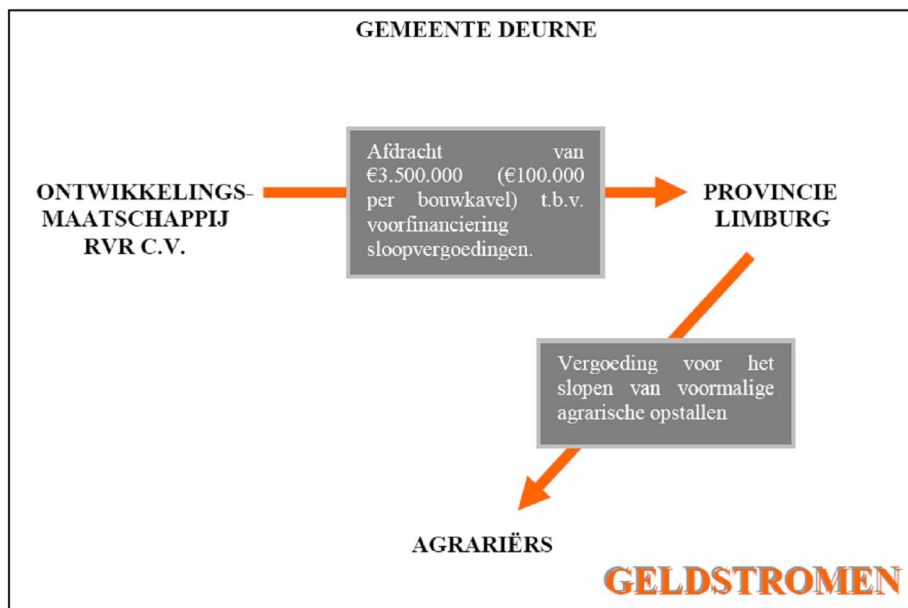 GEMEENTE DEURNE
ONTWIKKELINGS-
MAATSCHAPPIJ
RVR C.V.
Afdracht van
€3.500.000 (€100.000
per bouwkavel) t.b.v.
voorfinanciering
sloopvergoedingen.
PROVINCIE
LIMBURG
Vergoeding voor het
slopen van voormalige
agrarische opstallen
AGRARIËRS
GELDSTROMEN